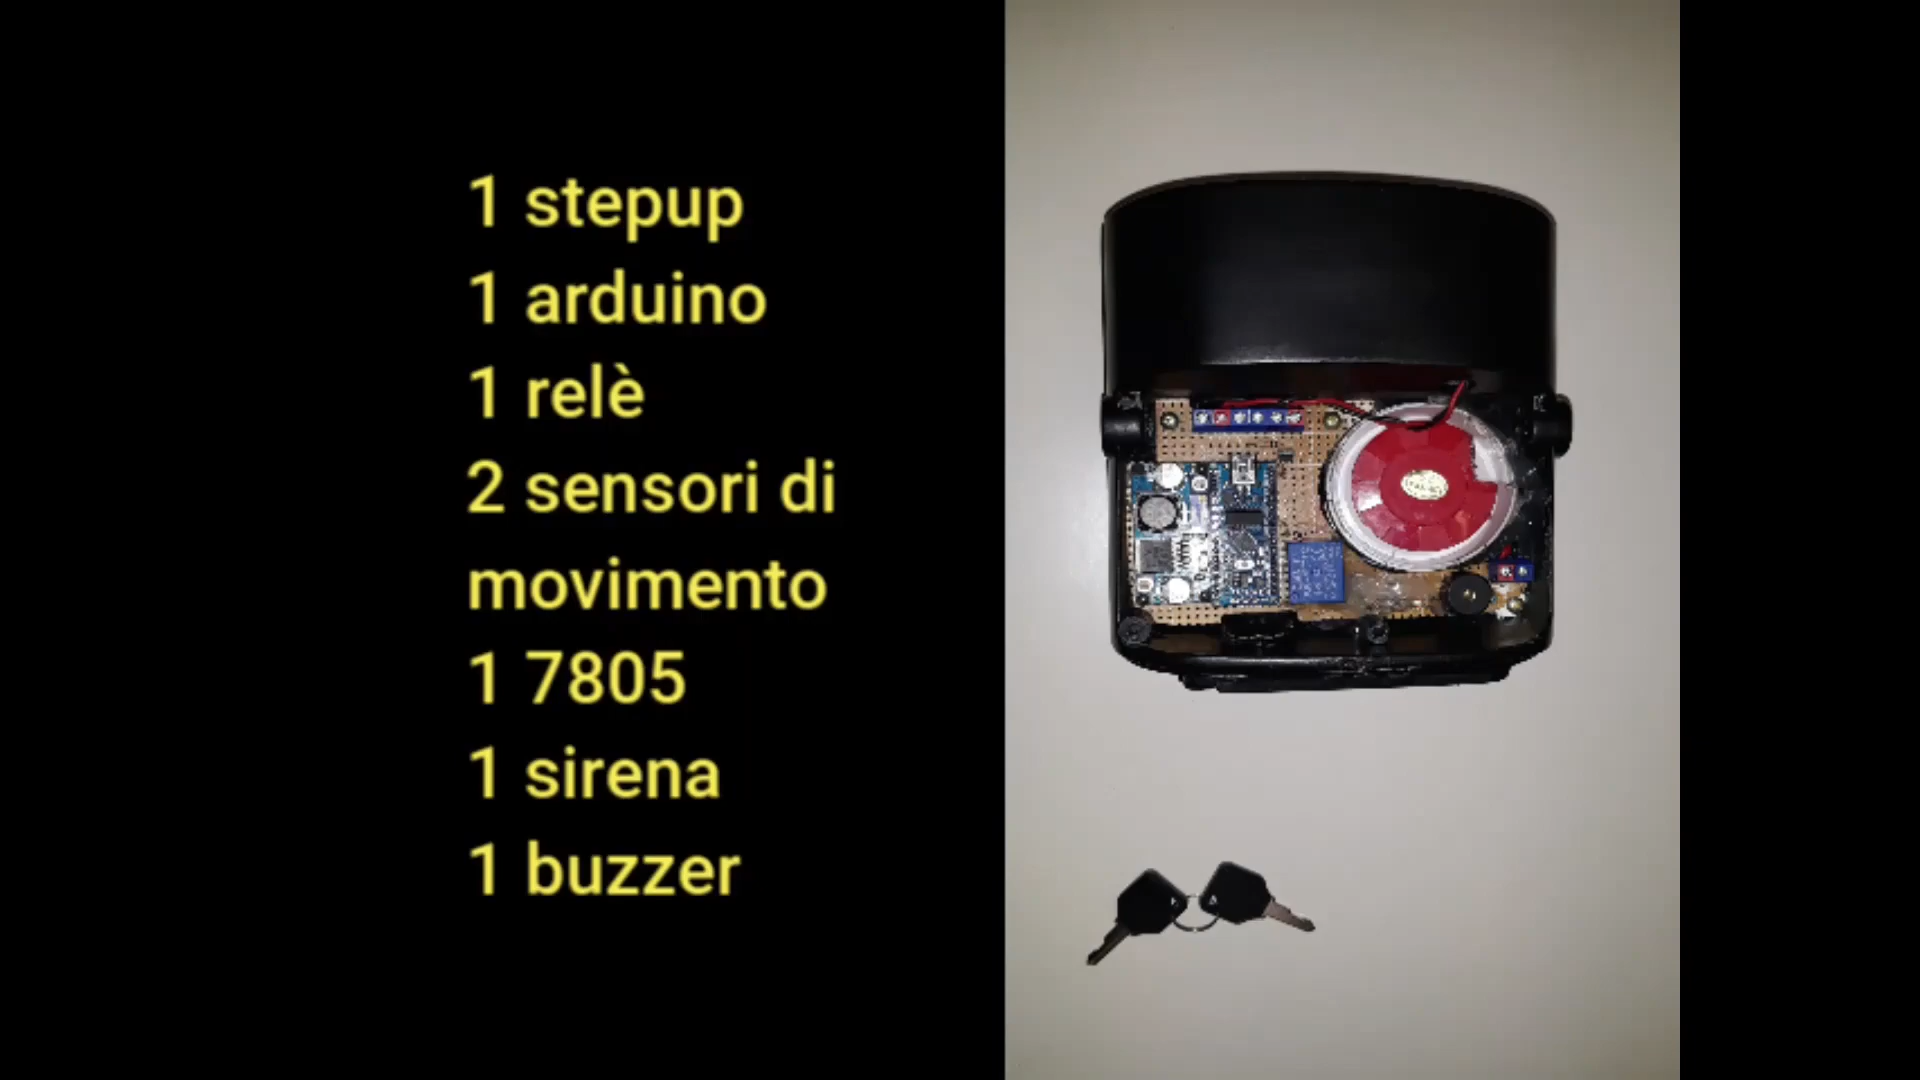 1 stepup
1 arduino
1 relè
2 sensori di
movimento
1 7805
1 sirena
1 buzzer